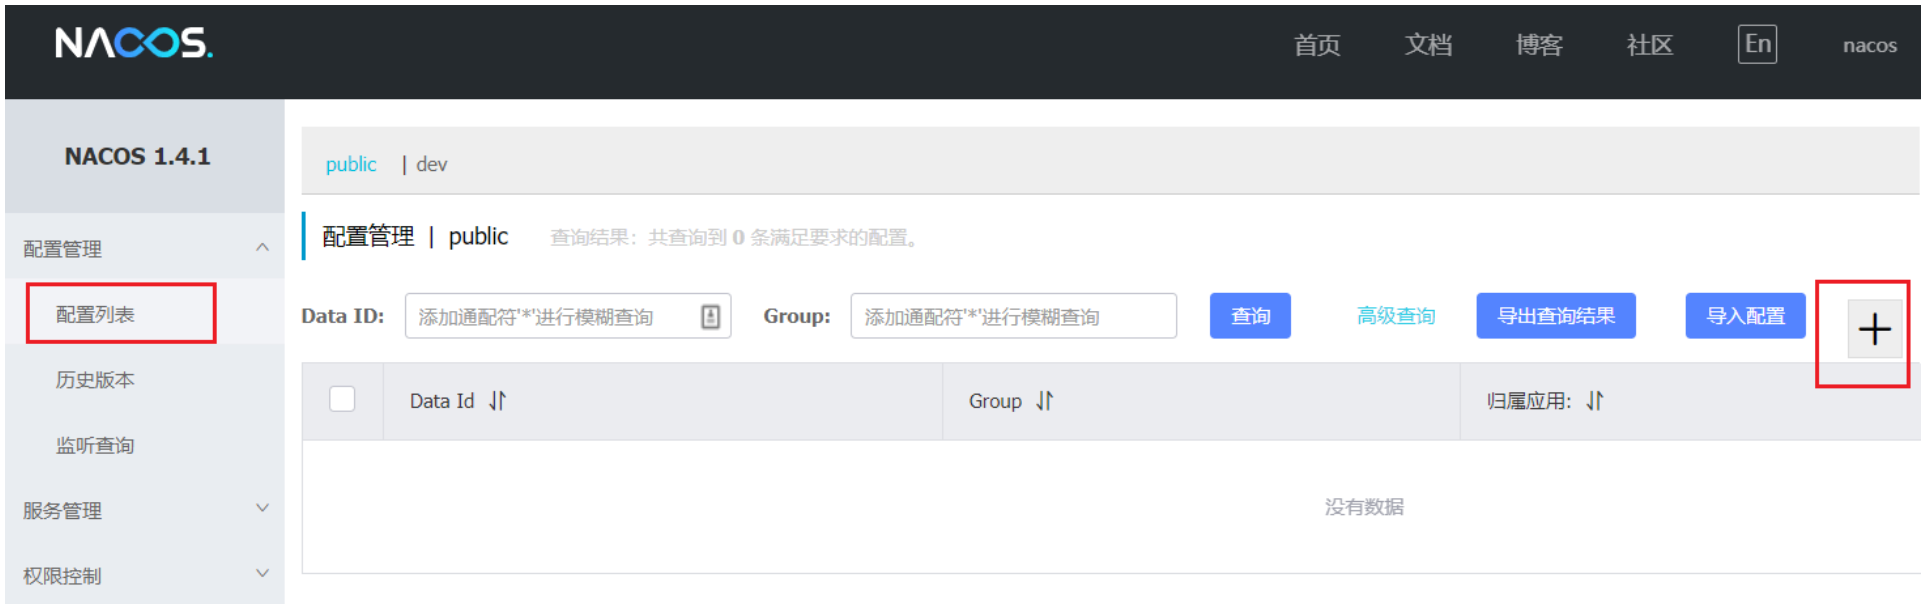 NACOS.
首页 文档 博客 社区 En nacos
NACOS 1.4.1
public | dev
配置管理
配置列表
历史版本
监听查询
服务管理
权限控制
配置管理 | public 查询结果：共查询到 0 条满足要求的配置。
Data ID: 添加通配符'*'进行模糊查询 Group: 添加通配符'*'进行模糊查询 查询 高级查询 导出查询结果 导入配置 +
Data Id Group 归属应用:
没有数据